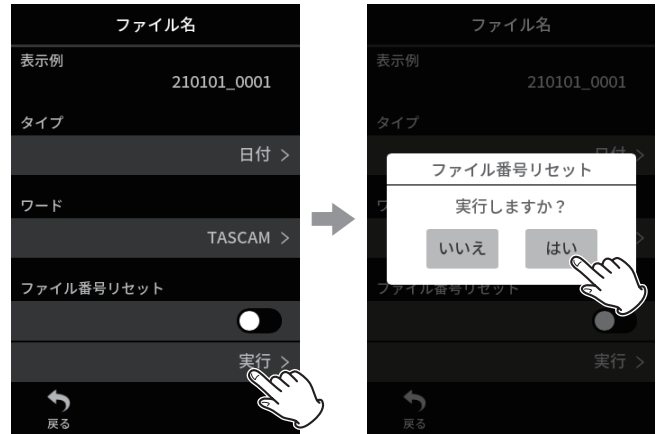 ファイル名
表示例
210101_0001
タイプ
日付 >
ワード
TASCAM >
ファイル番号リセット
実行 >
戻る
ファイル名
表示例
210101_0001
タイプ
ファイル番号リセット
実行しますか？
いいえ はい
ファイル番号リセット
実行 >
戻る